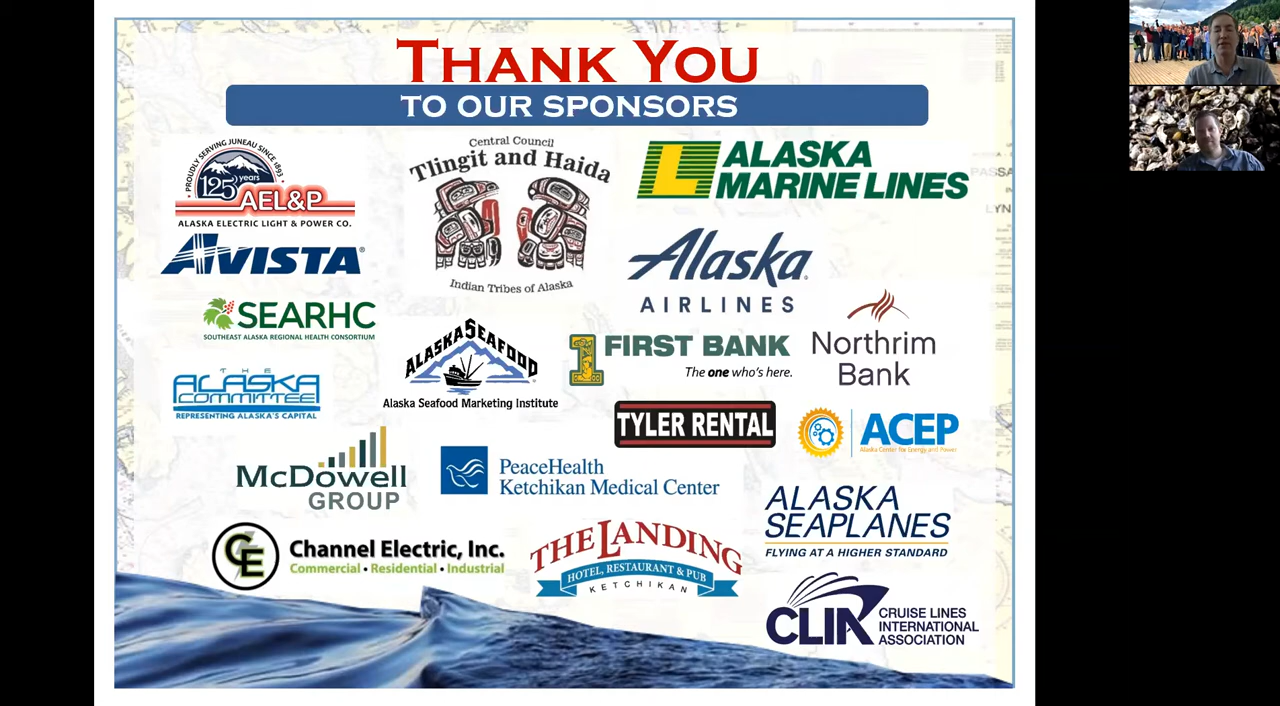 THANK YOU
TO OUR SPONSORS
PROUDLY SERVING JUNEAU SINCE 1893
125 years
AEL&P
ALASKA ELECTRIC LIGHT & POWER CO.
AVISTA®
Central Council
Tlingit and Haida
Indian Tribes of Alaska
L ALASKA
MARINE LINES
Alaska
AIRLINES
SEARHC
SOUTHEAST ALASKA REGIONAL HEALTH CONSORTIUM
ALASKA SEAFOOD
Alaska Seafood Marketing Institute
1 FIRST BANK
The one who's here.
Northrim
Bank
THE
ALASKA
COMMITTEE
REPRESENTING ALASKA'S CAPITAL
TYLER RENTAL
ACEP
Alaska Center for Energy and Power
McDowell
GROUP
PeaceHealth
Ketchikan Medical Center
ALASKA
SEAPLANES
FLYING AT A HIGHER STANDARD
CE
Channel Electric, Inc.
Commercial • Residential • Industrial
THE LANDING
HOTEL, RESTAURANT & PUB
KETCHIKAN
CLIA
CRUISE LINES
INTERNATIONAL
ASSOCIATION